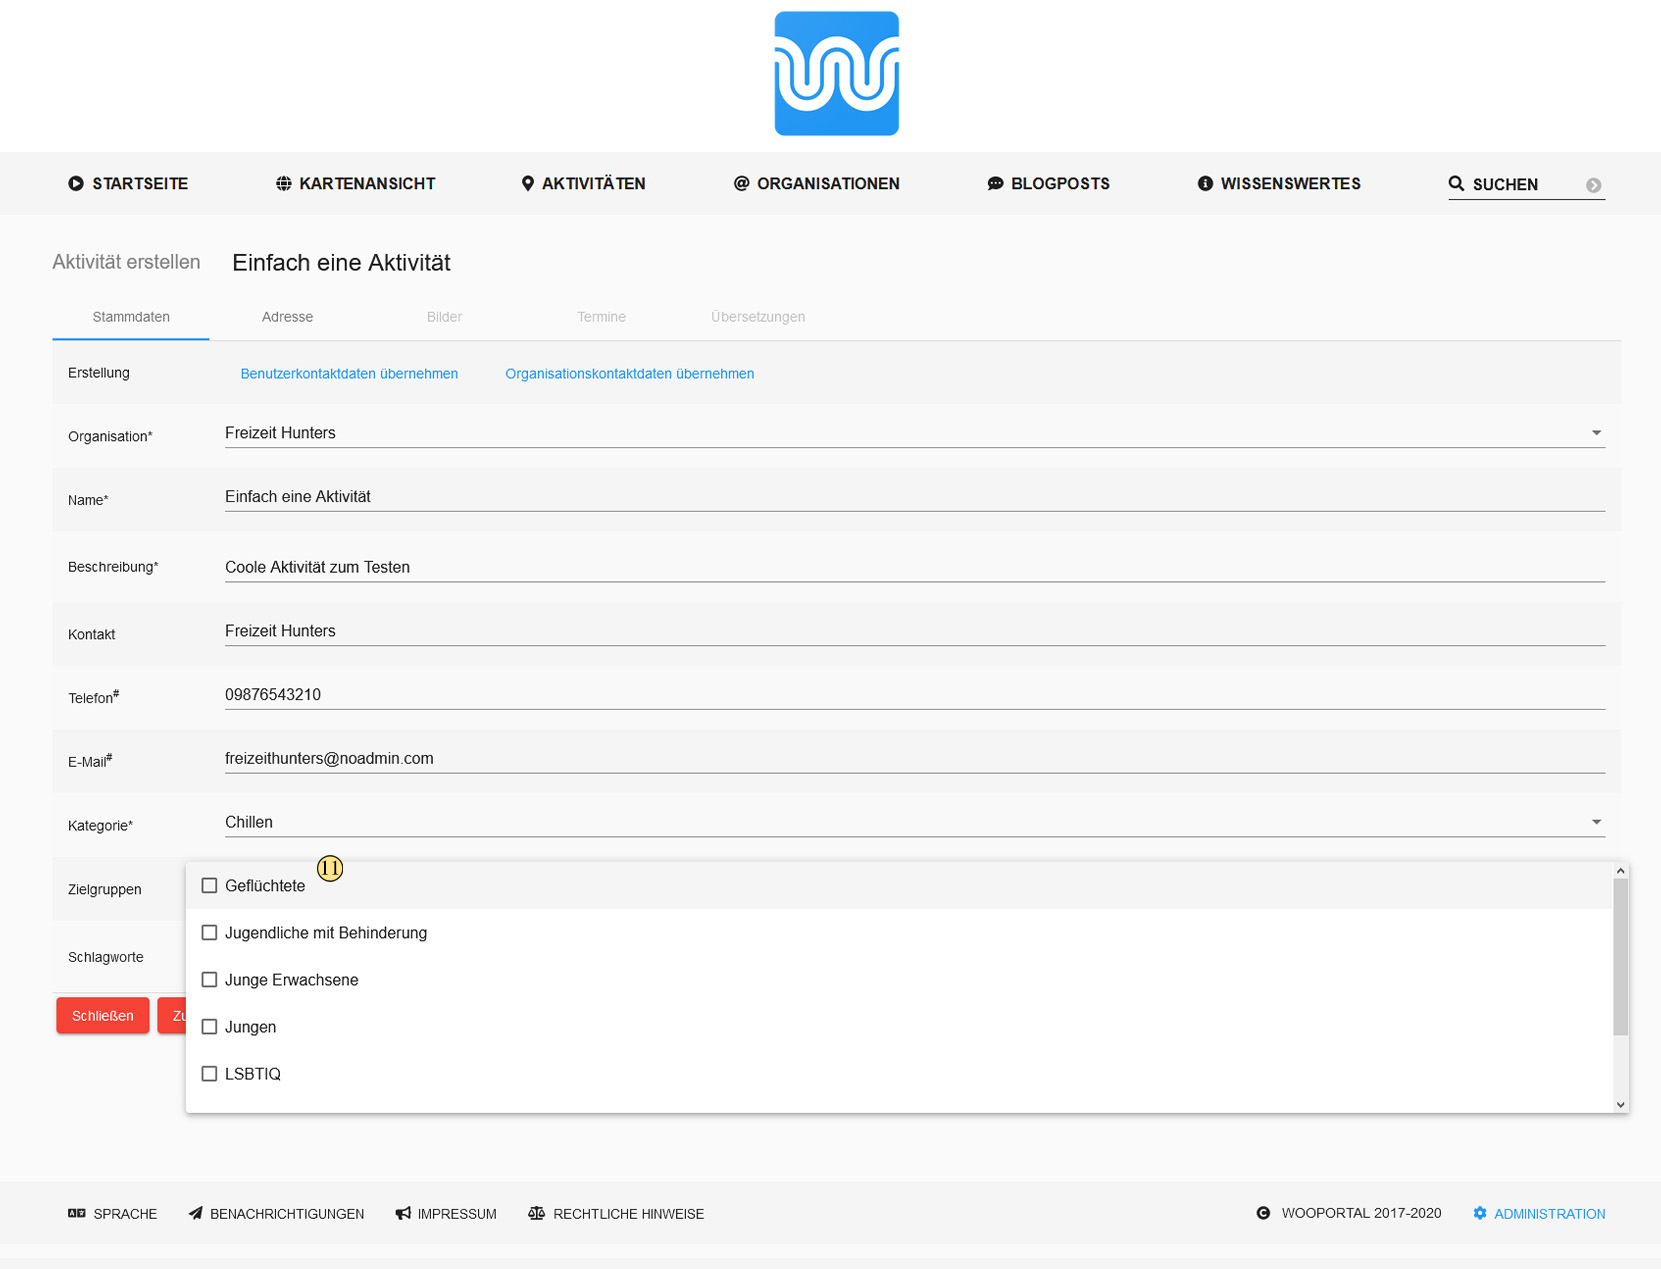 STARTSEITE KARTENANSICHT AKTIVITÄTEN ORGANISATIONEN BLOGPOSTS WISSENSWERTES SUCHEN
Aktivität erstellen Einfach eine Aktivität
Stammdaten Adresse Bilder Termine Übersetzungen
Erstellung Benutzerkontaktdaten übernehmen Organisationskontaktdaten übernehmen
Organisation* Freizeit Hunters
Name* Einfach eine Aktivität
Beschreibung* Coole Aktivität zum Testen
Kontakt Freizeit Hunters
Telefon# 09876543210
E-Mail# freizeithunters@noadmin.com
Kategorie* Chillen
11
Zielgruppen Geflüchtete
Jugendliche mit Behinderung
Schlagworte
Junge Erwachsene
Schließen Zu
Jungen
LSBTIQ
SPRACHE BENACHRICHTIGUNGEN IMPRESSUM RECHTLICHE HINWEISE WOOPORTAL 2017-2020 ADMINISTRATION